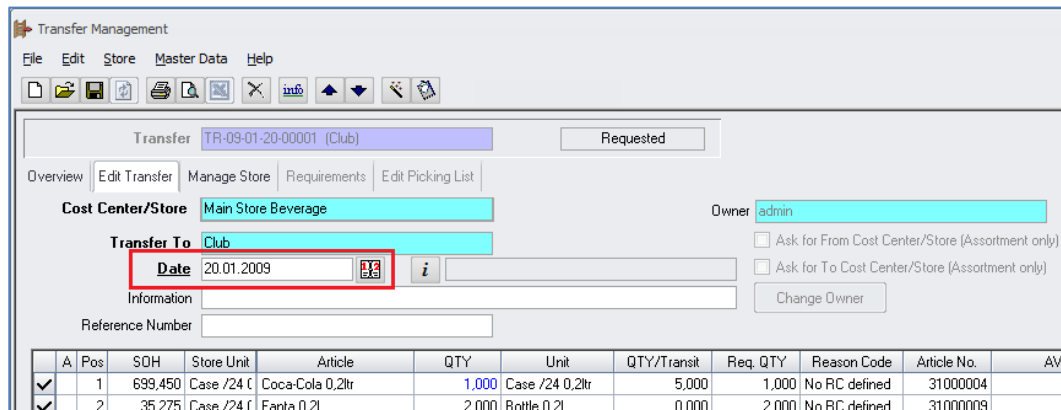 Transfer Management
File Edit Store Master Data Help
info
Transfer TR-09-01-20-00001 (Club) Requested
Overview Edit Transfer Manage Store Requirements Edit Picking List
Cost Center/Store Main Store Beverage Owner admin
Transfer To Club Ask for From Cost Center/Store (Assortment only)
Date 20.01.2009 i Ask for To Cost Center/Store (Assortment only)
Information Change Owner
Reference Number
A Pos SOH Store Unit Article QTY Unit QTY/Transit Req. QTY Reason Code Article No. AV
1 699,450 Case /24 ( Coca-Cola 0,2ltr 1,000 Case /24 0,2ltr 5,000 1,000 No RC defined 31000004
2 35,275 Case /24 ( Fanta 0,2l 2,000 Bottle 0,2l 0,000 2,000 No RC defined 31000009